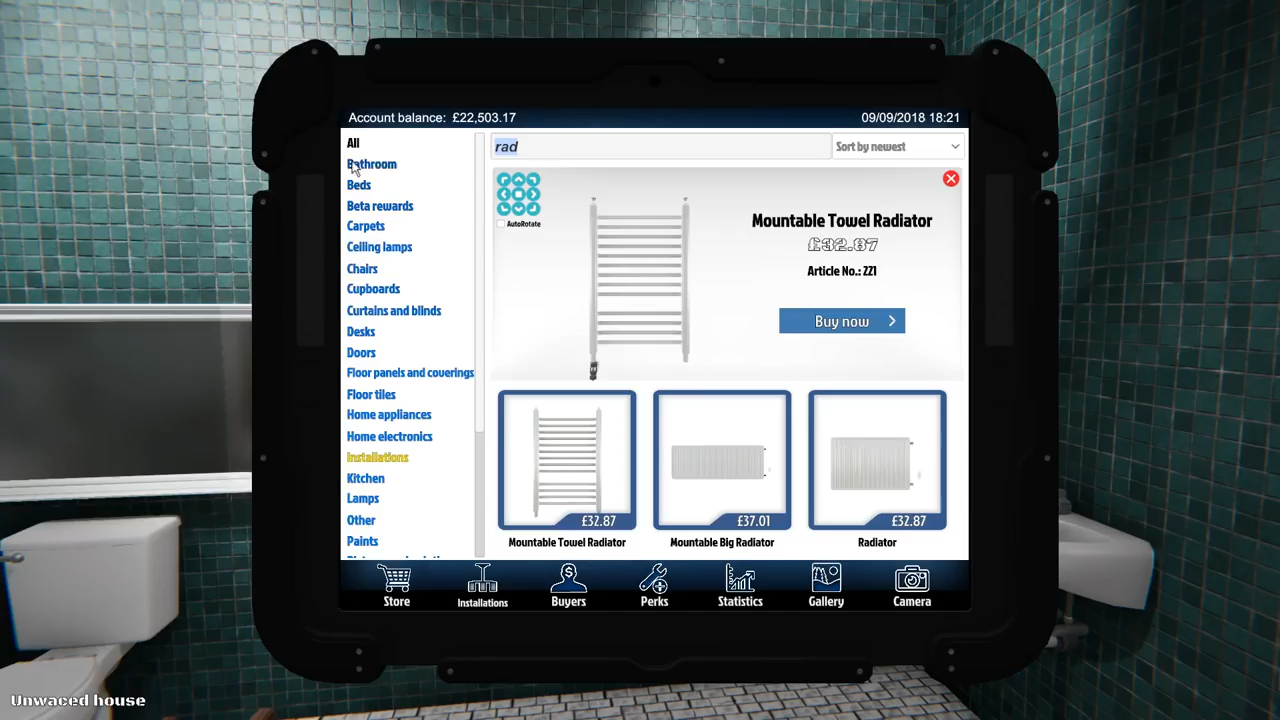 Account balance: £22,503.17
09/09/2018 18:21
All
Bathroom
Beds
Beta rewards
Carpets
Ceiling lamps
Chairs
Cupboards
Curtains and blinds
Desks
Doors
Floor panels and coverings
Floor tiles
Home appliances
Home electronics
Installations
Kitchen
Lamps
Other
Paints
rad
Sort by newest
AutoRotate
Mountable Towel Radiator
£32.87
Article No.: ZZ1
Buy now
£32.87
£37.01
£32.87
Mountable Towel Radiator
Mountable Big Radiator
Radiator
Store
Installations
Buyers
Perks
Statistics
Gallery
Camera
Unwaced house